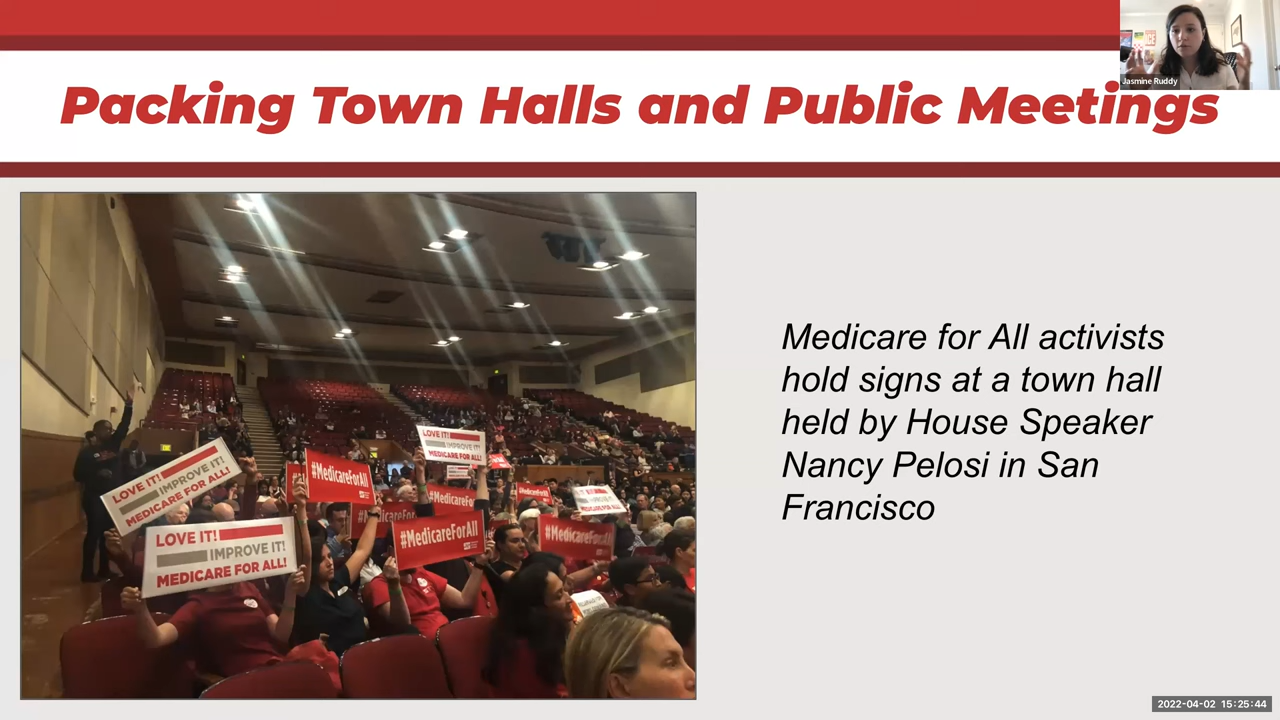 Jasmine Ruddy
Packing Town Halls and Public Meetings
Medicare for All activists
hold signs at a town hall
held by House Speaker
Nancy Pelosi in San
Francisco
LOVE IT!
IMPROVE IT!
MEDICARE FOR ALL!
LOVE IT!
IMPROVE IT!
MEDICARE FOR ALL!
#MedicareForAll
LOVE IT!
IMPROVE IT!
MEDICARE FOR ALL!
#MedicareForAll
#MedicareForAll
2022-04-02 15:25:44